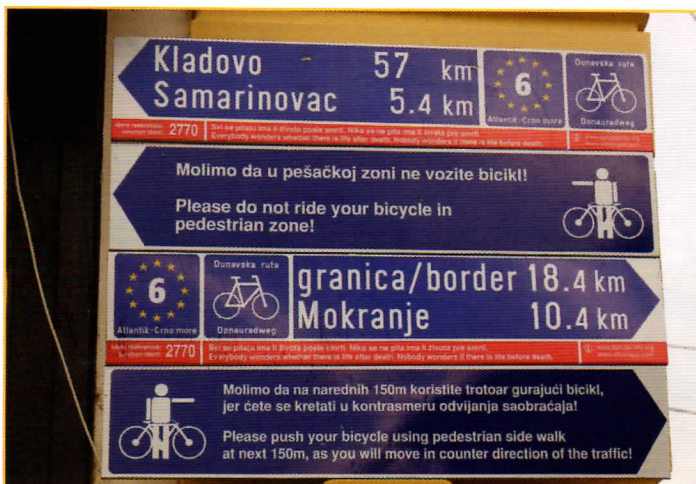 Kladovo 57 km
Samarinovac 5.4 km
6
Atlantik-Crno more
Dunavska ruta
Donauradweg
2770
Svi se pitaju ima li života posle smrti. Niko se ne pita ima li života pre smrti.
Everybody wonders whether there is life after death. Nobody wonders if there is life before death.
Molimo da u pešačkoj zoni ne vozite bicikl!
Please do not ride your bicycle in
pedestrian zone!
6
Atlantik-Crno more
Dunavska ruta
Donauradweg
granica/border 18.4 km
Mokranje 10.4 km
2770
Svi se pitaju ima li života posle smrti. Niko se ne pita ima li života pre smrti.
Everybody wonders whether there is life after death. Nobody wonders if there is life before death.
Molimo da na narednih 150m koristite trotoar gurajući bicikl,
jer ćete se kretati u kontrasmeru odvijanja saobraćaja!
Please push your bicycle using pedestrian side walk
at next 150m, as you will move in counter direction of the traffic!